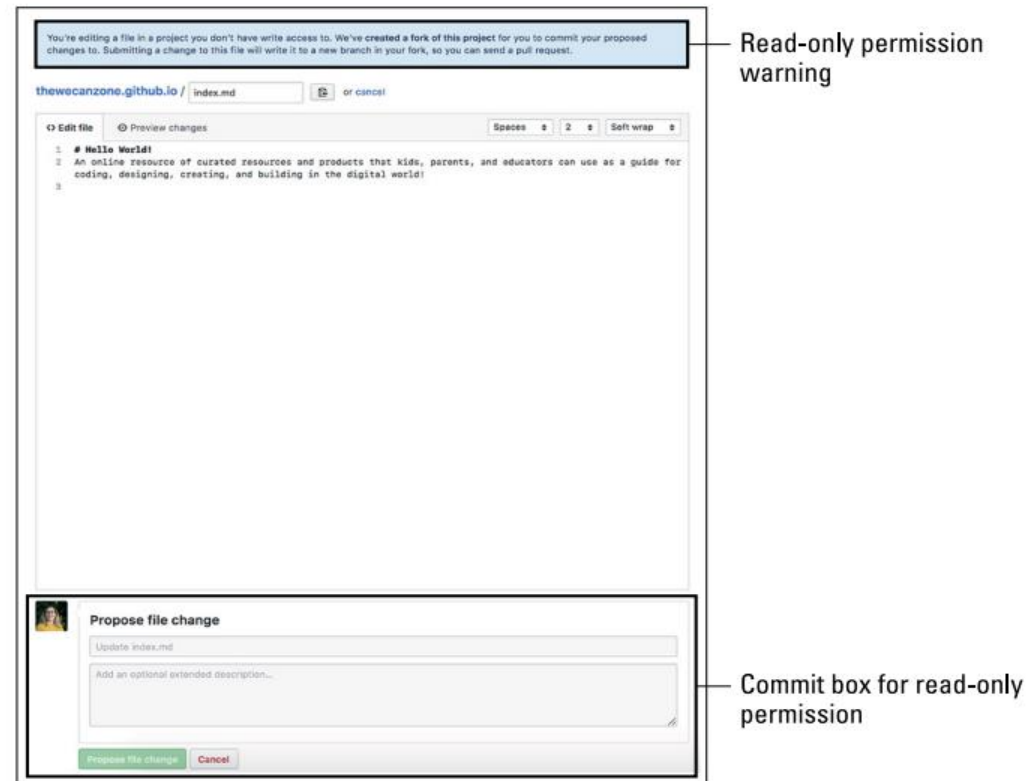 You're editing a file in a project you don't have write access to. We've created a fork of this project for you to commit your proposed
changes to. Submitting a change to this file will write it to a new branch in your fork, so you can send a pull request.
Read-only permission
warning
thewecanzone.github.io / index.md or cancel
<> Edit file Preview changes Spaces 2 Soft wrap
1 # Hello World!
2 An online resource of curated resources and products that kids, parents, and educators can use as a guide for
coding, designing, creating, and building in the digital world!
3
Propose file change
Update index.md
Add an optional extended description...
Commit box for read-only
permission
Propose file change Cancel